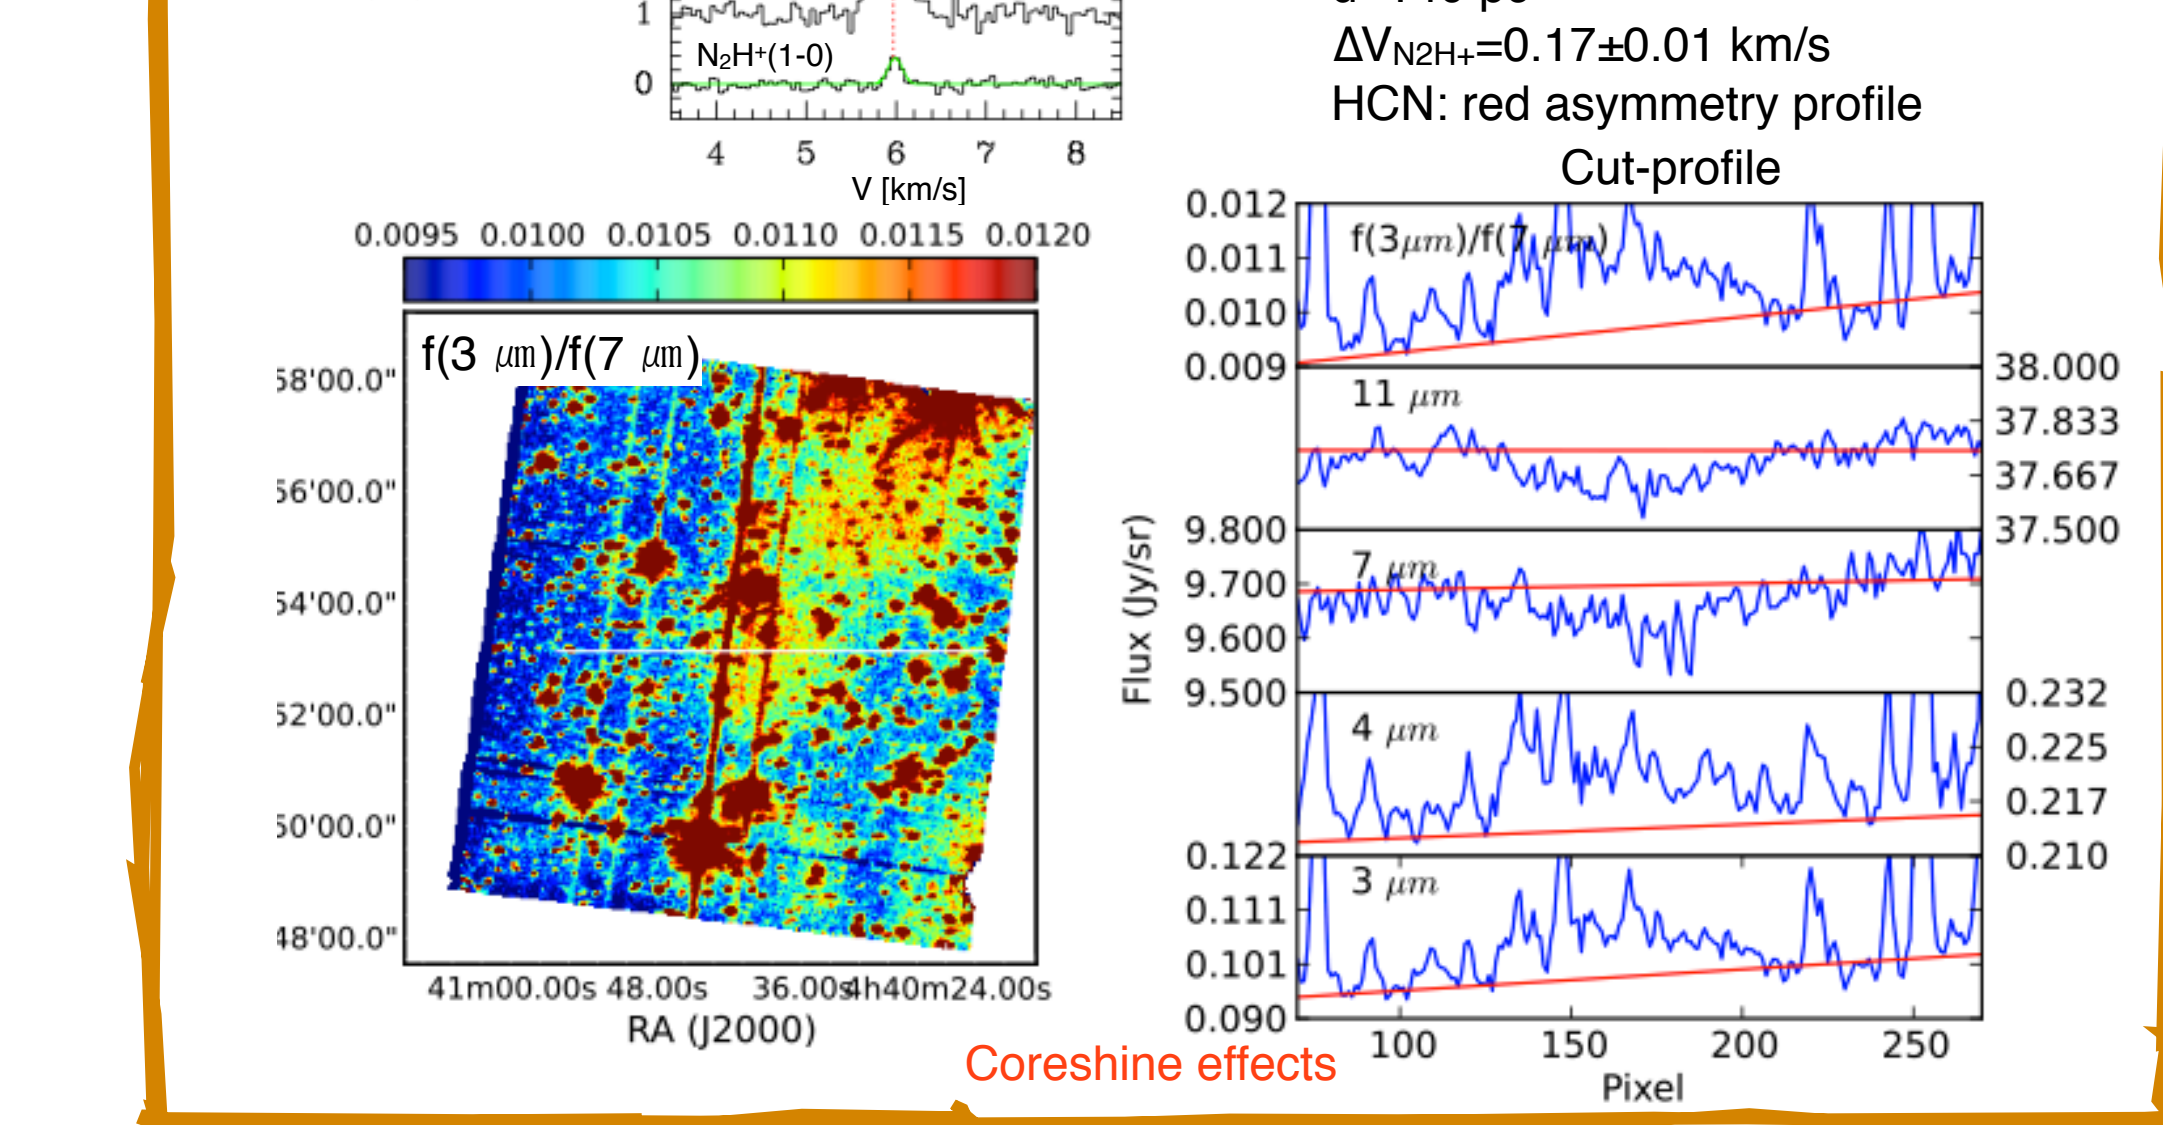 1
N₂H⁺(1-0)
0
4 5 6 7 8
V [km/s]
ΔV_N2H+=0.17±0.01 km/s
HCN: red asymmetry profile
Cut-profile
0.0095 0.0100 0.0105 0.0110 0.0115 0.0120
f(3 μm)/f(7 μm)
58'00.0"
56'00.0"
54'00.0"
52'00.0"
50'00.0"
48'00.0"
41m00.00s 48.00s 36.00s 4h40m24.00s
RA (J2000)
Flux (Jy/sr)
0.012
f(3μm)/f(7 μm)
0.011
0.010
0.009
38.000
11 μm
37.833
37.667
37.500
9.800
7 μm
9.700
9.600
9.500
0.232
4 μm
0.225
0.217
0.210
0.122
3 μm
0.111
0.101
0.090
100 150 200 250
Pixel
Coreshine effects